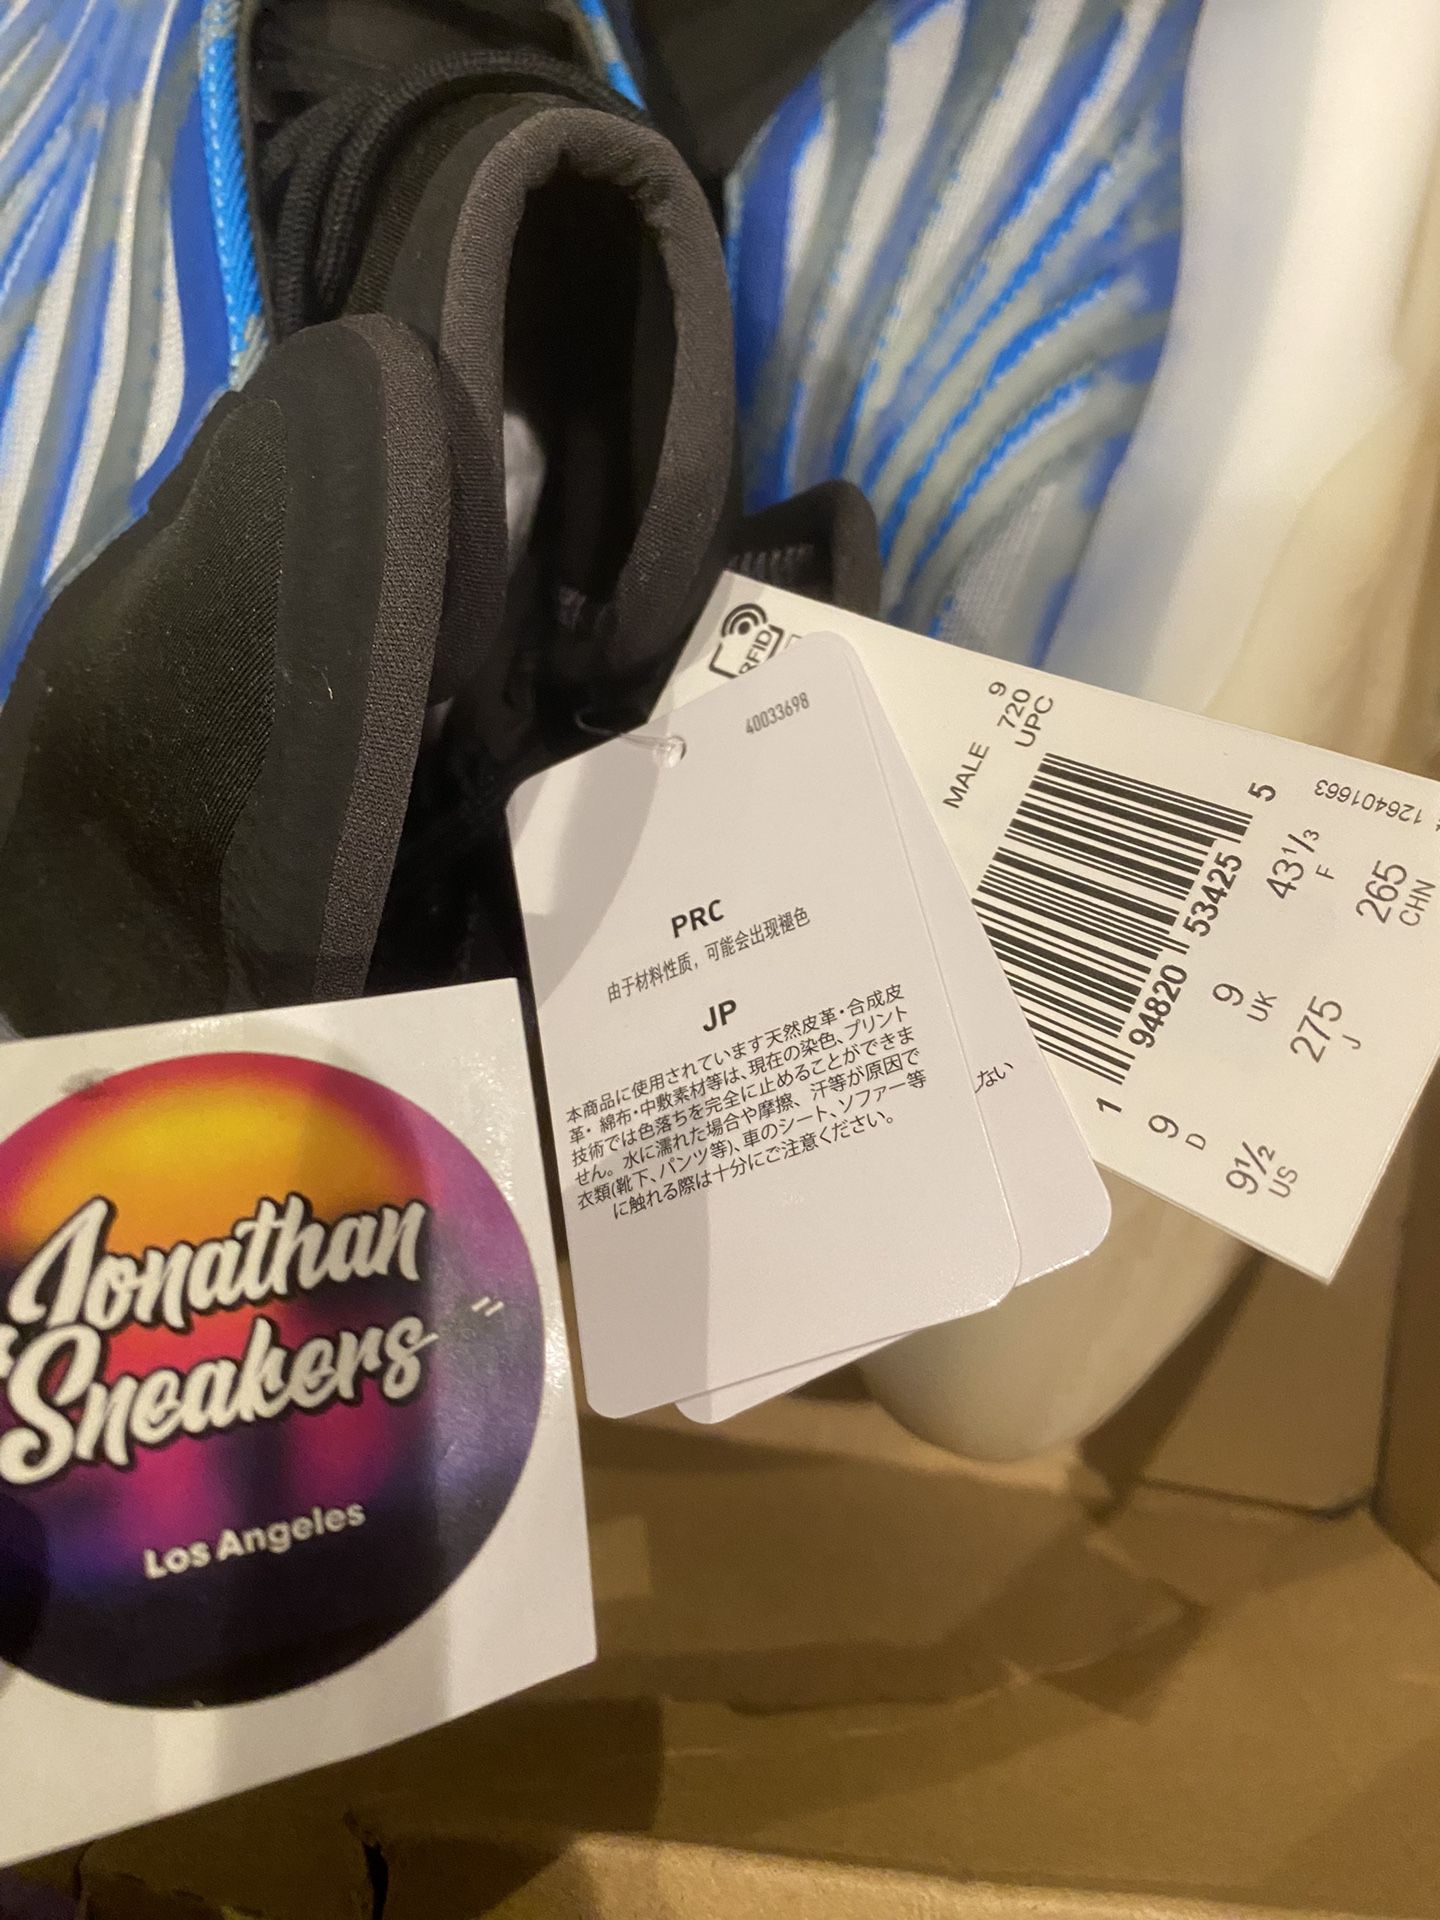 RFID
40033698
PRC
由于材料性质，可能会出现褪色
JP
本商品に使用されています天然皮革・合成皮
革・綿布・中敷素材等は、現在の染色、プリント
技術では色落ちを完全に止めることができま
せん。水に濡れた場合や摩擦、汗等が原因で
衣類(靴下、パンツ等)、車のシート、ソファー等
に触れる際は十分にご注意ください。
ない
MALE
9
720
UPC
1 94820 53425 5
126401663
9 D
9 UK
43 1/3 F
9 1/2 US
275 J
265 CHN
Jonathan
Sneakers
Los Angeles